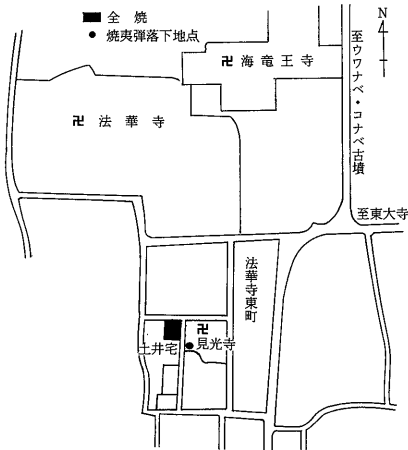 全焼
焼夷弾落下地点
N
卍 海竜王寺
至ウワナベ・コナベ古墳
卍 法華寺
至東大寺
法華寺東町
卍
見光寺
土井宅